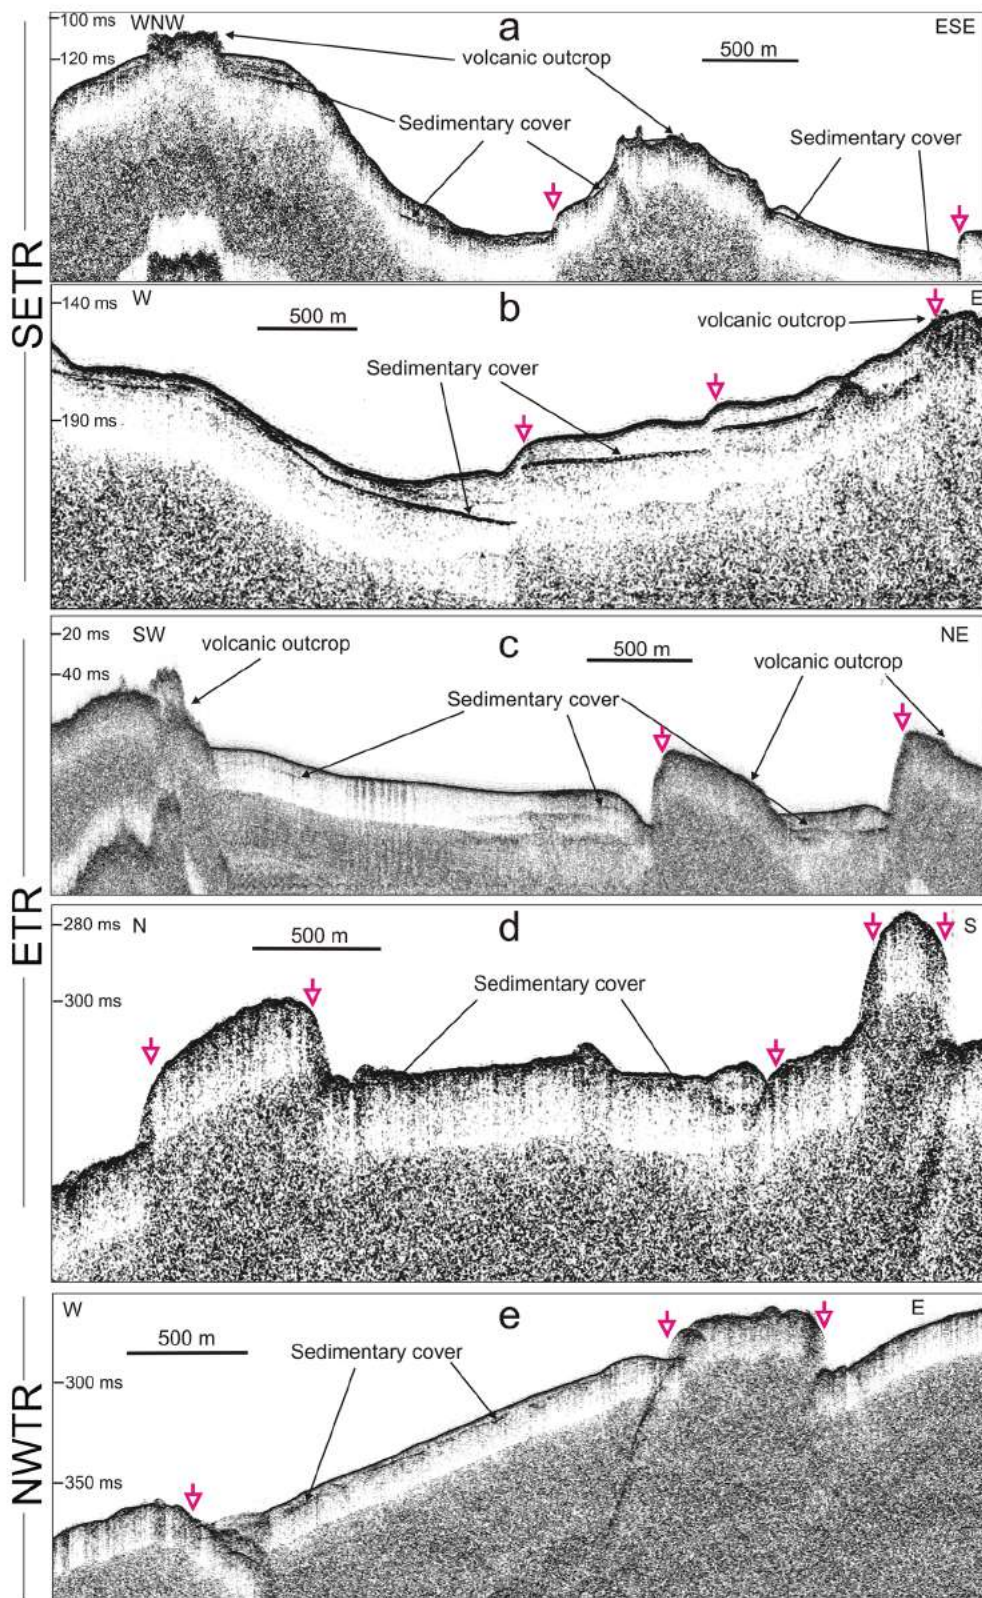 100 ms
WNW
a
ESE
120 ms
volcanic outcrop
500 m
Sedimentary cover
Sedimentary cover
SETR
140 ms
W
b
E
500 m
volcanic outcrop
Sedimentary cover
190 ms
20 ms
SW
c
NE
volcanic outcrop
500 m
volcanic outcrop
40 ms
Sedimentary cover
ETR
280 ms
N
d
S
500 m
Sedimentary cover
300 ms
W
e
E
500 m
Sedimentary cover
300 ms
NWTR
350 ms